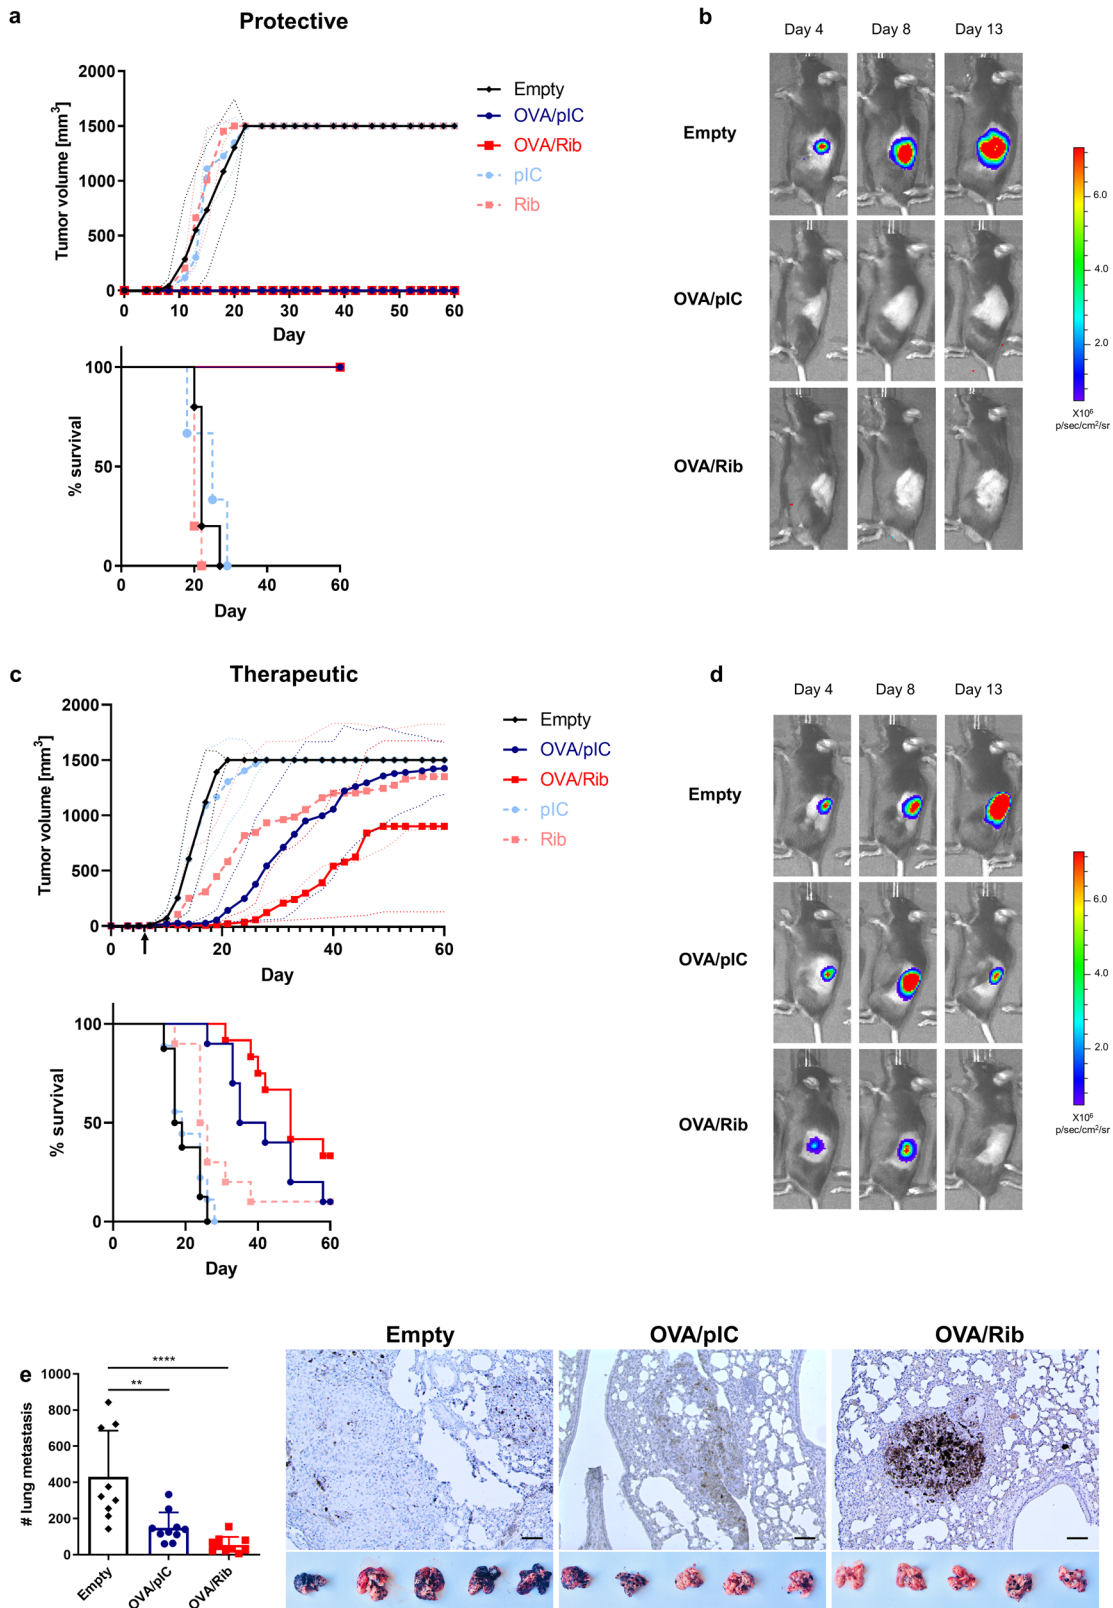 a
Protective
2000
1500
1000
500
0
Tumor volume [mm3]
0 10 20 30 40 50 60
Day
Empty
OVA/pIC
OVA/Rib
pIC
Rib
100
50
0
% survival
0 20 40 60
Day
b
Day 4 Day 8 Day 13
Empty
OVA/pIC
OVA/Rib
6.0
4.0
2.0
X10⁶
p/sec/cm²/sr
c
Therapeutic
2000
1500
1000
500
0
Tumor volume [mm3]
0 20 40 60
Day
Empty
OVA/pIC
OVA/Rib
pIC
Rib
100
50
0
% survival
0 20 40 60
Day
d
Day 4 Day 8 Day 13
Empty
OVA/pIC
OVA/Rib
6.0
4.0
2.0
X10⁶
p/sec/cm²/sr
e
1000
800
600
400
200
0
# lung metastasis
****
**
Empty
OVA/pIC
OVA/Rib
Empty
OVA/pIC
OVA/Rib